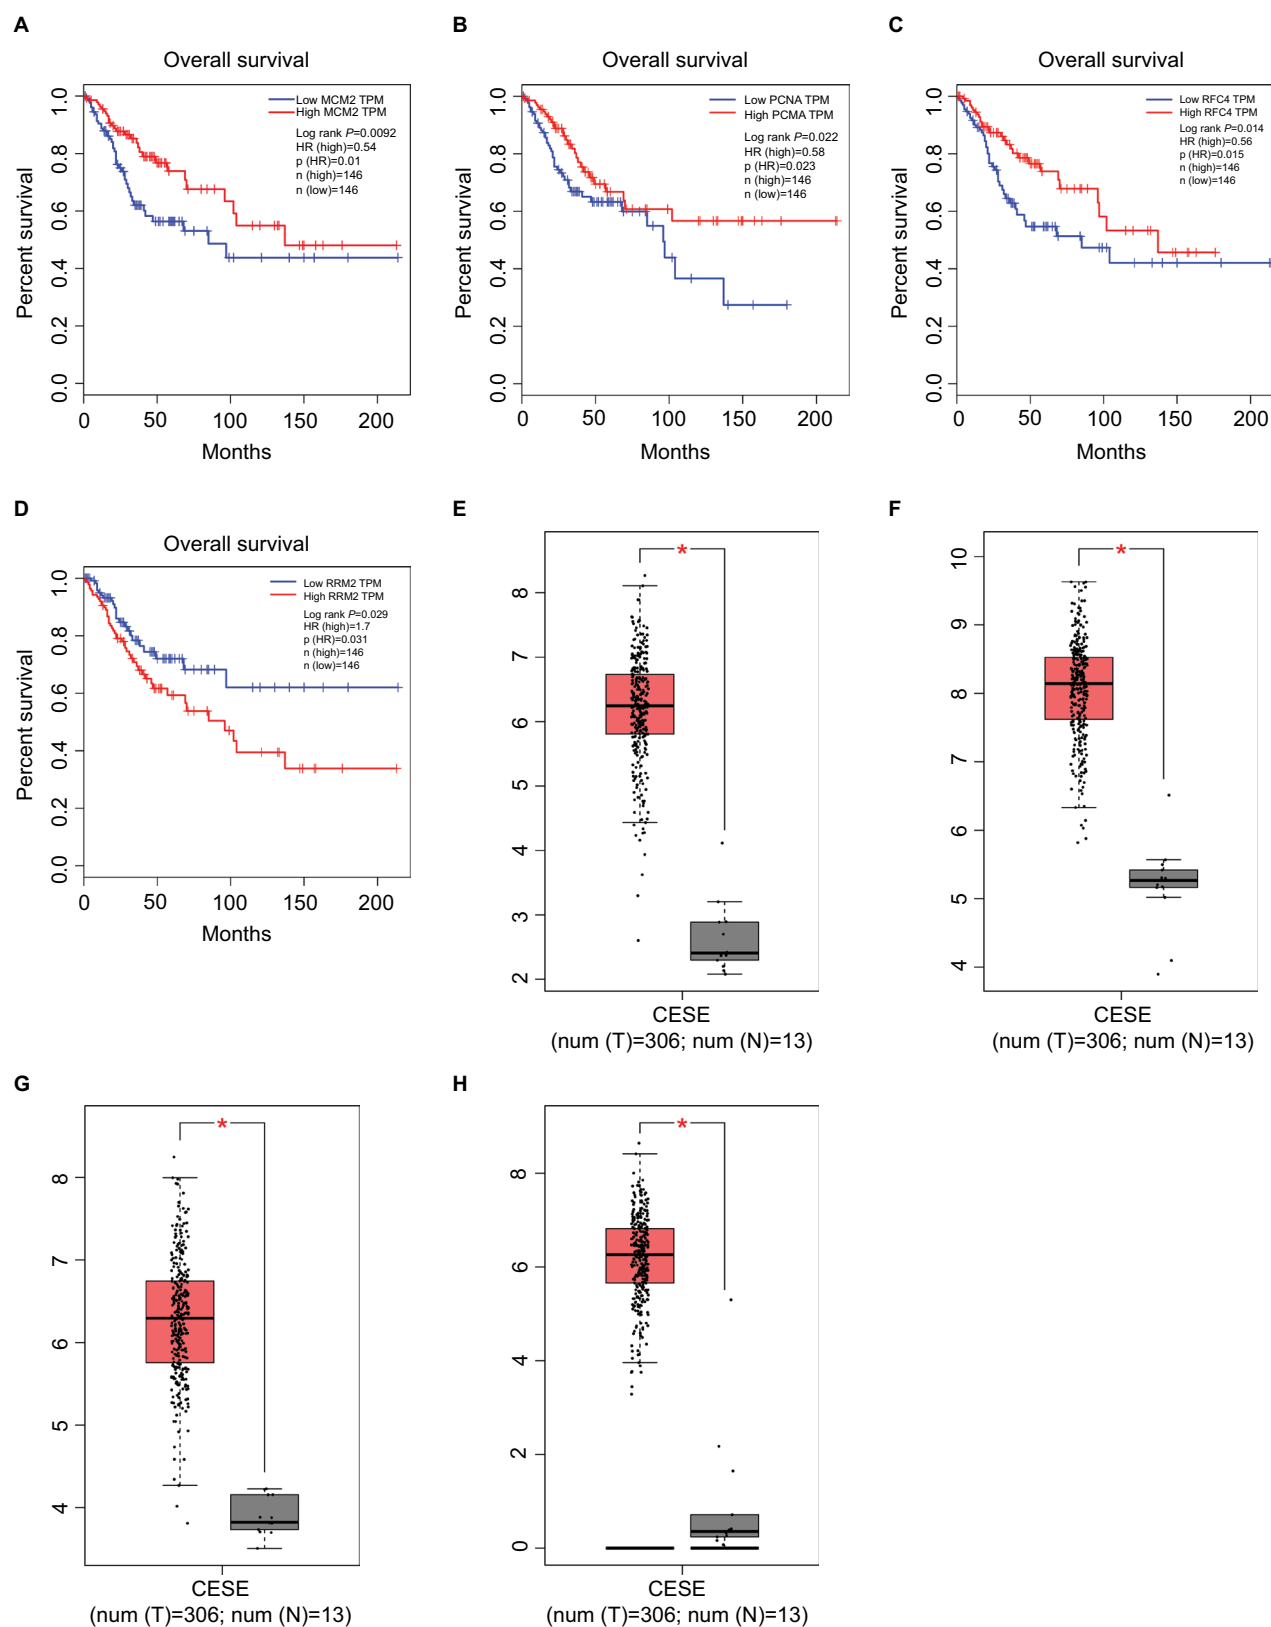 A
Overall survival
Low MCM2 TPM
High MCM2 TPM
Log rank P=0.0092
HR (high)=0.54
p (HR)=0.01
n (high)=146
n (low)=146
Percent survival
1.0
0.8
0.6
0.4
0.2
0.0
0 50 100 150 200
Months
B
Overall survival
Low PCNA TPM
High PCMA TPM
Log rank P=0.022
HR (high)=0.58
p (HR)=0.023
n (high)=146
n (low)=146
Percent survival
1.0
0.8
0.6
0.4
0.2
0.0
0 50 100 150 200
Months
C
Overall survival
Low RFC4 TPM
High RFC4 TPM
Log rank P=0.014
HR (high)=0.56
p (HR)=0.015
n (high)=146
n (low)=146
Percent survival
1.0
0.8
0.6
0.4
0.2
0.0
0 50 100 150 200
Months
D
Overall survival
Low RRM2 TPM
High RRM2 TPM
Log rank P=0.029
HR (high)=1.7
p (HR)=0.031
n (high)=146
n (low)=146
Percent survival
1.0
0.8
0.6
0.4
0.2
0.0
0 50 100 150 200
Months
E
*
8
7
6
5
4
3
2
CESE
(num (T)=306; num (N)=13)
F
*
10
9
8
7
6
5
4
CESE
(num (T)=306; num (N)=13)
G
*
8
7
6
5
4
CESE
(num (T)=306; num (N)=13)
H
*
8
6
4
2
0
CESE
(num (T)=306; num (N)=13)